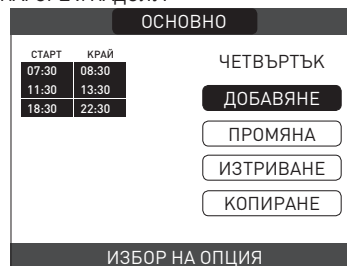 ОСНОВНО
СТАРТ КРАЙ
07:30 08:30
11:30 13:30
18:30 22:30
ЧЕТВЪРТЪК
ДОБАВЯНЕ
ПРОМЯНА
ИЗТРИВАНЕ
КОПИРАНЕ
ИЗБОР НА ОПЦИЯ